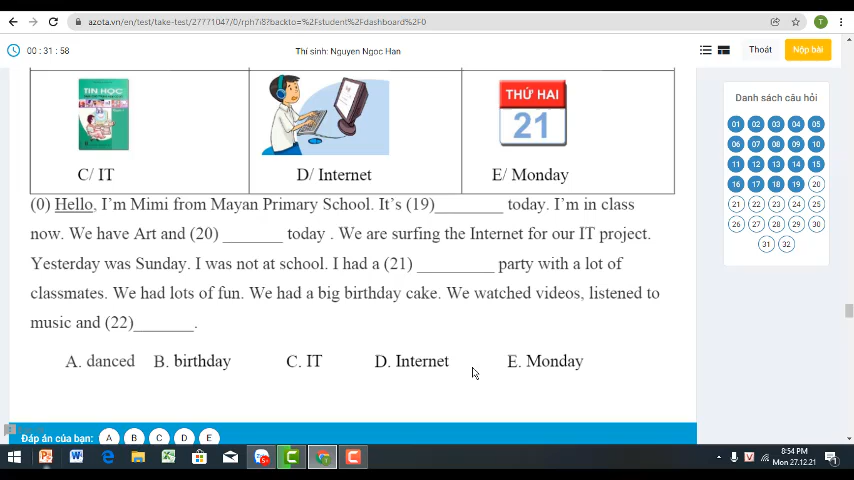 azota.vn/en/test/take-test/27771047/0/rph7i8?backto=%2Fstudent%2Fdashboard%2F0
T
00 : 31 : 58
Thí sinh: Nguyen Ngoc Han
Thoát
Nộp bài
TIN HỌC
THỨ HAI
21
C/ IT
D/ Internet
E/ Monday
(0) Hello, I’m Mimi from Mayan Primary School. It’s (19)________ today. I’m in class
now. We have Art and (20) _______ today . We are surfing the Internet for our IT project.
Yesterday was Sunday. I was not at school. I had a (21) _________ party with a lot of
classmates. We had lots of fun. We had a big birthday cake. We watched videos, listened to
music and (22)_______.
A. danced B. birthday C. IT D. Internet E. Monday
Đáp án của bạn: A B C D E
Danh sách câu hỏi
01 02 03 04 05
06 07 08 09 10
11 12 13 14 15
16 17 18 19 20
21 22 23 24 25
26 27 28 29 30
31 32
8:54 PM
Mon 27.12.21